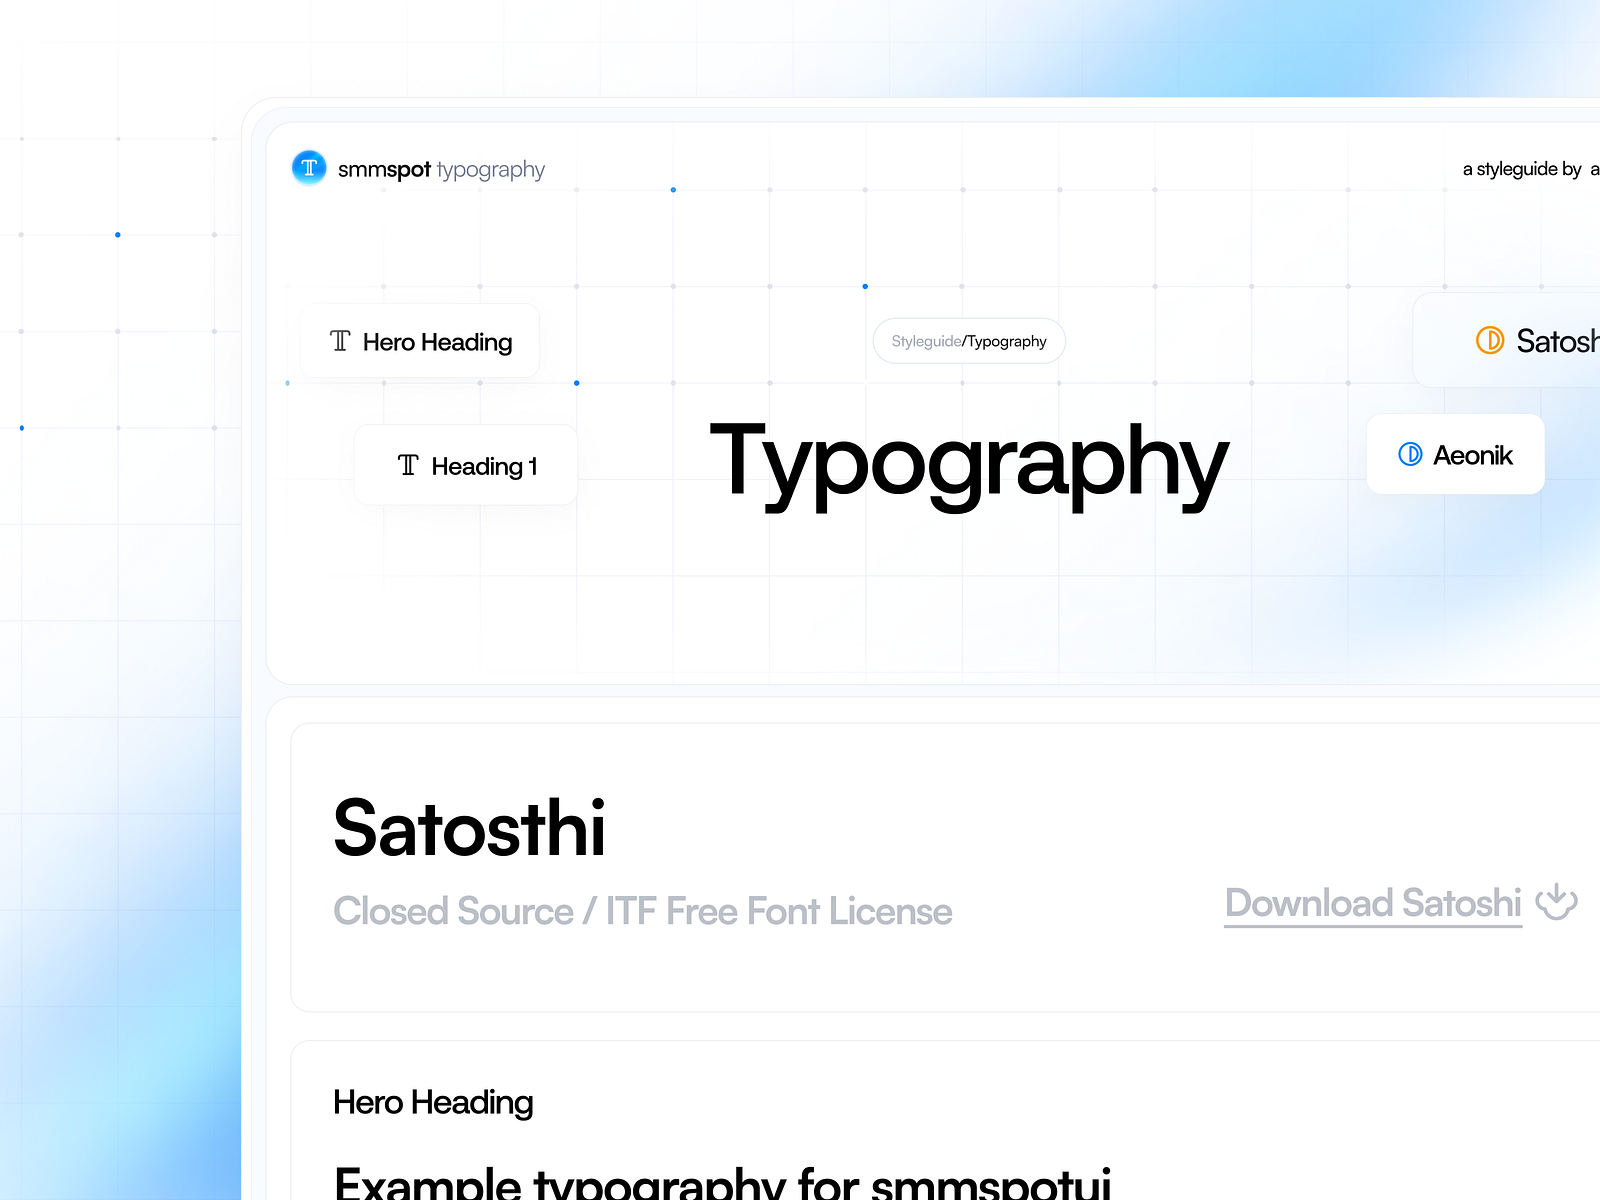 smmspot typography
a styleguide by a
Hero Heading
Styleguide/Typography
Satosh
Heading 1
Typography
Aeonik
Satosthi
Closed Source / ITF Free Font License
Download Satoshi
Hero Heading
Example typography for smmspotui